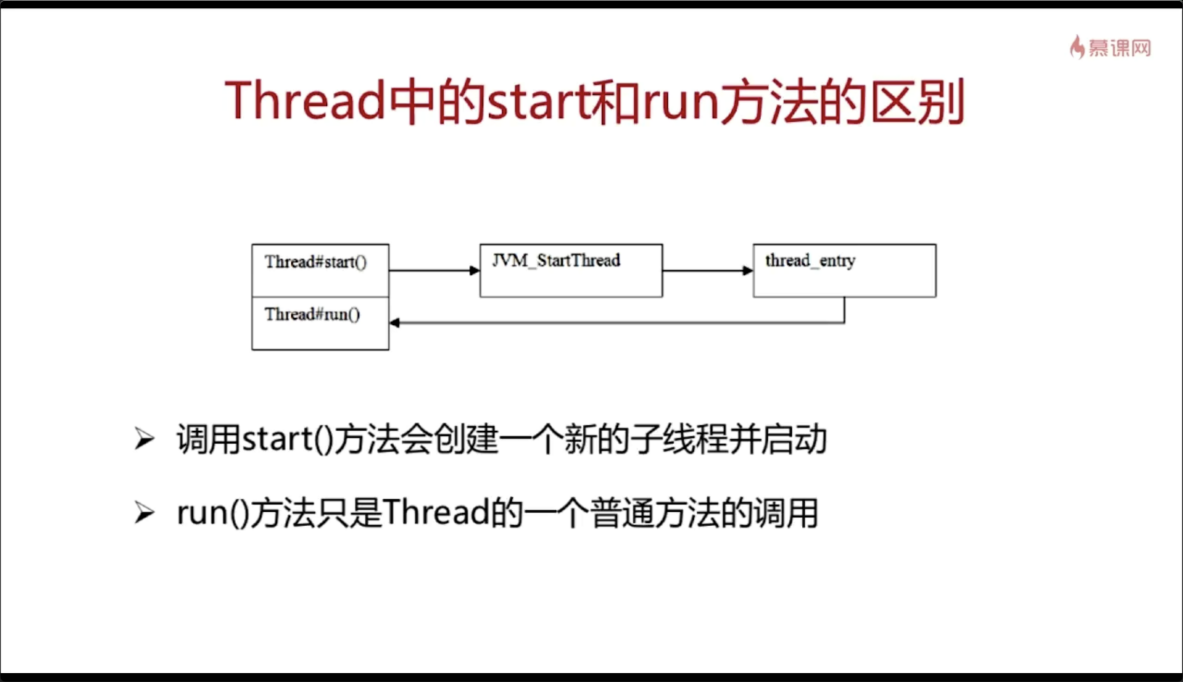 慕课网
Thread中的start和run方法的区别
Thread#start()
JVM_StartThread
thread_entry
Thread#run()
调用start()方法会创建一个新的子线程并启动
run()方法只是Thread的一个普通方法的调用